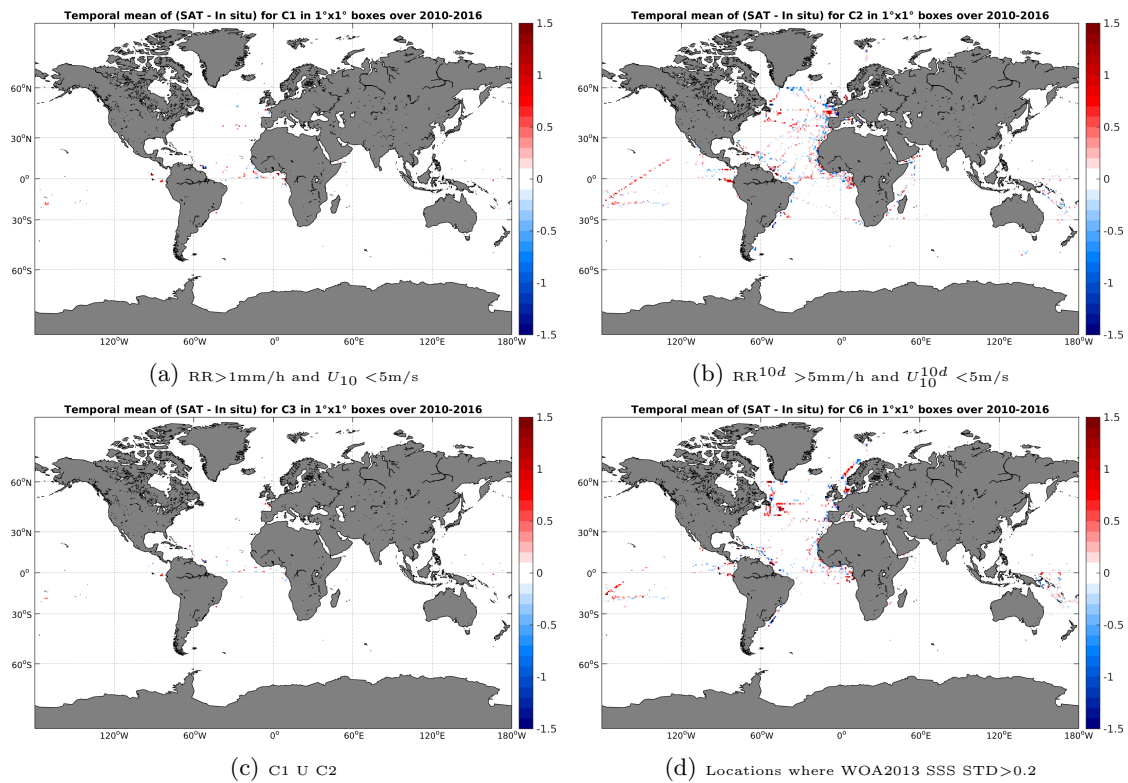 Temporal mean of (SAT - In situ) for C1 in 1°x1° boxes over 2010-2016
60°N
30°N
0°
30°S
60°S
120°W
60°W
0°
60°E
120°E
180°W
1.5
1
0.5
0
-0.5
-1
-1.5
(a) RR>1mm/h and U10 <5m/s
Temporal mean of (SAT - In situ) for C2 in 1°x1° boxes over 2010-2016
60°N
30°N
0°
30°S
60°S
120°W
60°W
0°
60°E
120°E
180°W
1.5
1
0.5
0
-0.5
-1
-1.5
(b) RR^10d >5mm/h and U10^10d <5m/s
Temporal mean of (SAT - In situ) for C3 in 1°x1° boxes over 2010-2016
60°N
30°N
0°
30°S
60°S
120°W
60°W
0°
60°E
120°E
180°W
1.5
1
0.5
0
-0.5
-1
-1.5
(c) C1 U C2
Temporal mean of (SAT - In situ) for C6 in 1°x1° boxes over 2010-2016
60°N
30°N
0°
30°S
60°S
120°W
60°W
0°
60°E
120°E
180°W
1.5
1
0.5
0
-0.5
-1
-1.5
(d) Locations where WOA2013 SSS STD>0.2